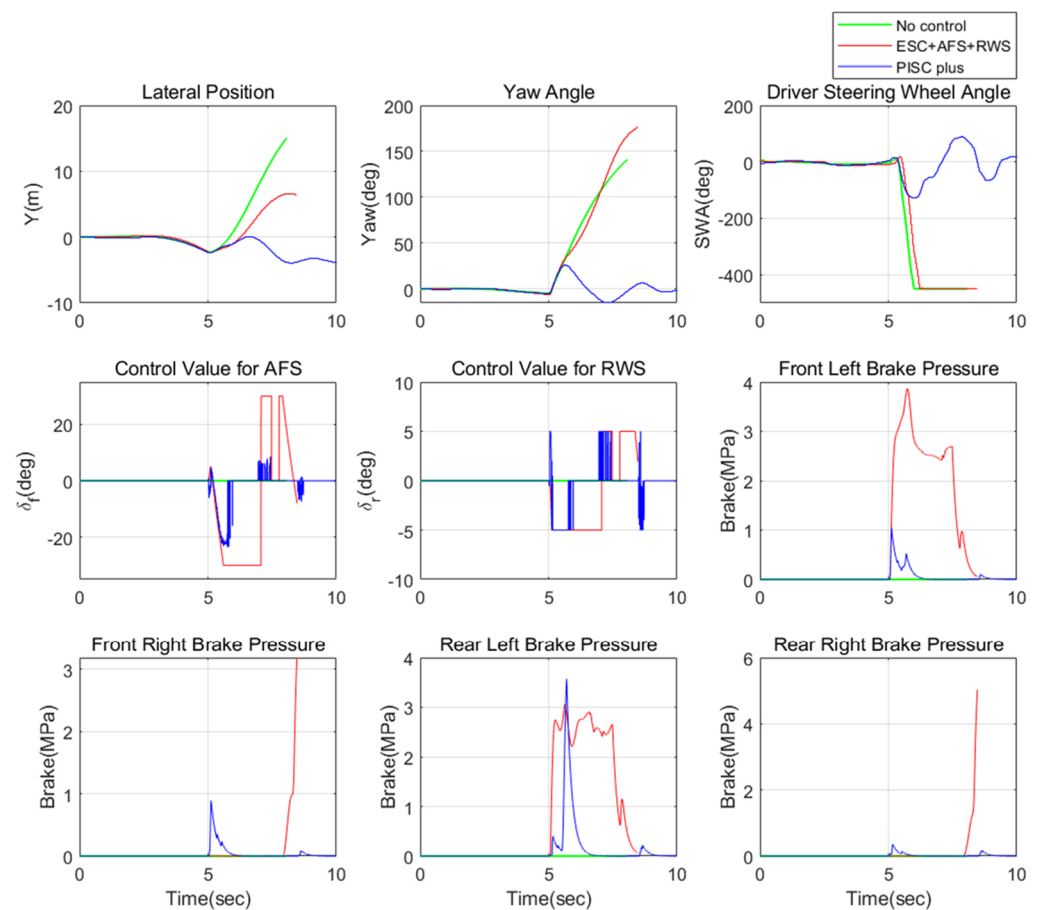 No control
ESC+AFS+RWS
PISC plus
Lateral Position
Yaw Angle
Driver Steering Wheel Angle
20
10
0
-10
Y(m)
0 5 10
200
150
100
50
0
Yaw(deg)
0 5 10
200
0
-200
-400
SWA(deg)
0 5 10
Control Value for AFS
Control Value for RWS
Front Left Brake Pressure
20
0
-20
δf(deg)
0 5 10
10
5
0
-5
-10
δr(deg)
0 5 10
4
3
2
1
0
Brake(MPa)
0 5 10
Front Right Brake Pressure
Rear Left Brake Pressure
Rear Right Brake Pressure
3
2
1
0
Brake(MPa)
0 5 10
Time(sec)
4
3
2
1
0
Brake(MPa)
0 5 10
Time(sec)
6
4
2
0
Brake(MPa)
0 5 10
Time(sec)